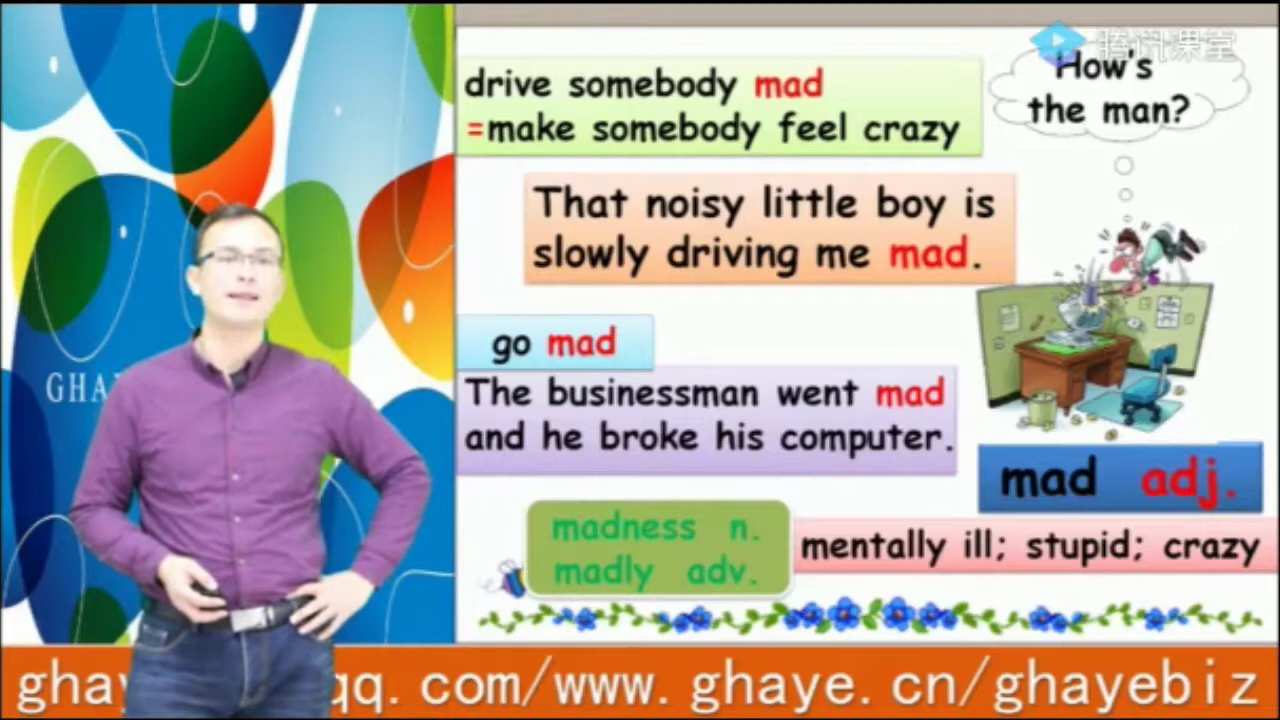 腾讯课堂
How's
the man?
drive somebody mad
=make somebody feel crazy
That noisy little boy is
slowly driving me mad.
go mad
The businessman went mad
and he broke his computer.
mad adj.
madness n.
madly adv.
mentally ill; stupid; crazy
GHAY
ghay qq. com/www. ghaye. cn/ghayebiz